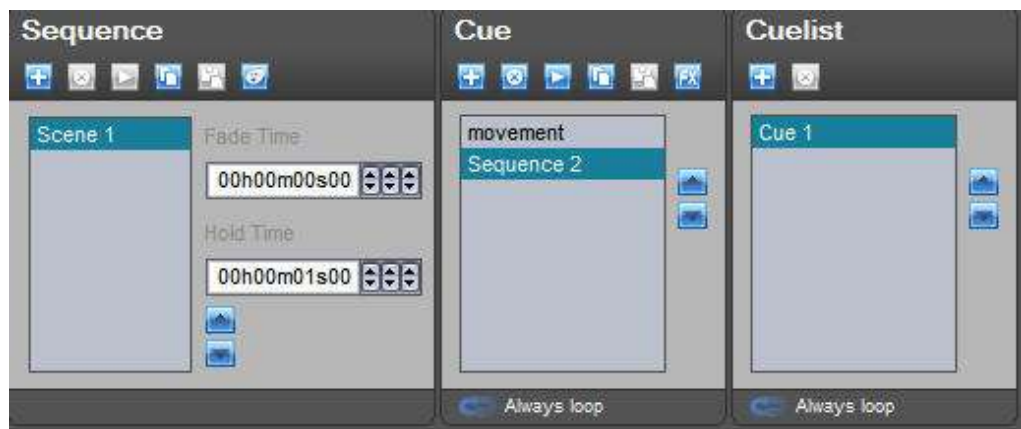 Sequence
Scene 1
Fade Time
00h00m00s00
Hold Time
00h00m01s00
Cue
FX
movement
Sequence 2
Always loop
Cuelist
Cue 1
Always loop